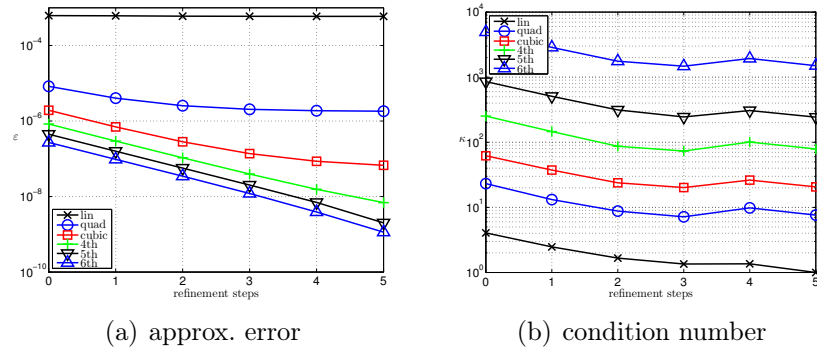 10^-4
10^-6
ε
10^-8
10^-10
lin
quad
cubic
4th
5th
6th
0 1 2 3 4 5
refinement steps
(a) approx. error
10^4
10^3
κ 10^2
10^1
10^0
lin
quad
cubic
4th
5th
6th
0 1 2 3 4 5
refinement steps
(b) condition number